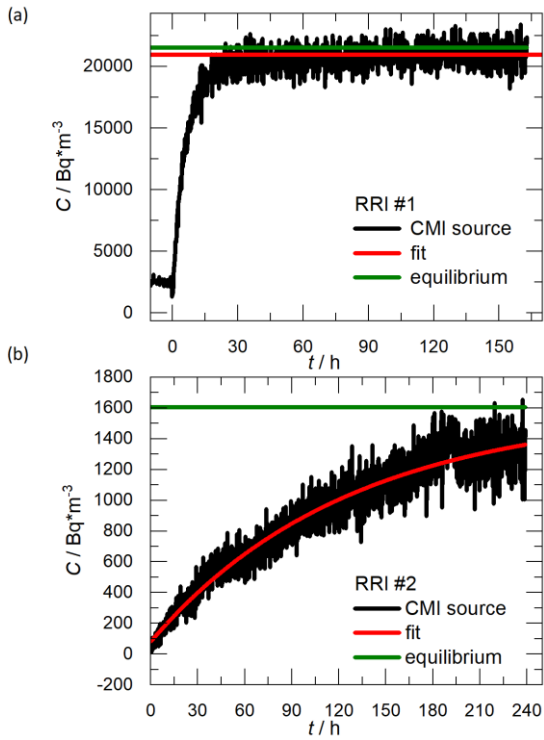 (a)
20000
15000
10000
5000
0
C / Bq*m-3
RRI #1
CMI source
fit
equilibrium
0 30 60 90 120 150
t / h
(b)
1800
1600
1400
1200
1000
800
600
400
200
0
-200
C / Bq*m-3
RRI #2
CMI source
fit
equilibrium
0 30 60 90 120 150 180 210 240
t / h